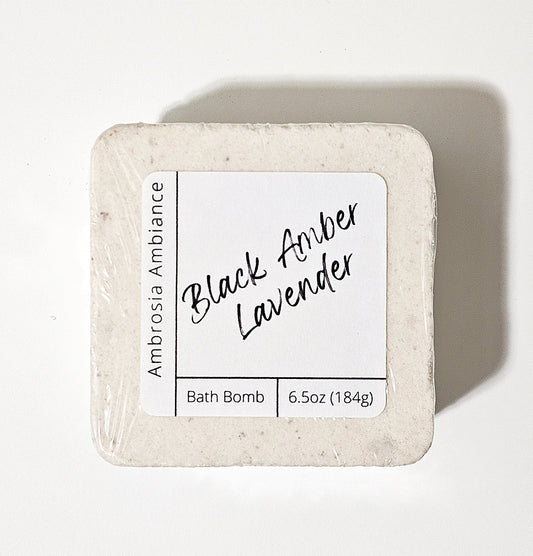 Ambrosia Ambiance
Black Amber
Lavender
Bath Bomb
6.5oz (184g)